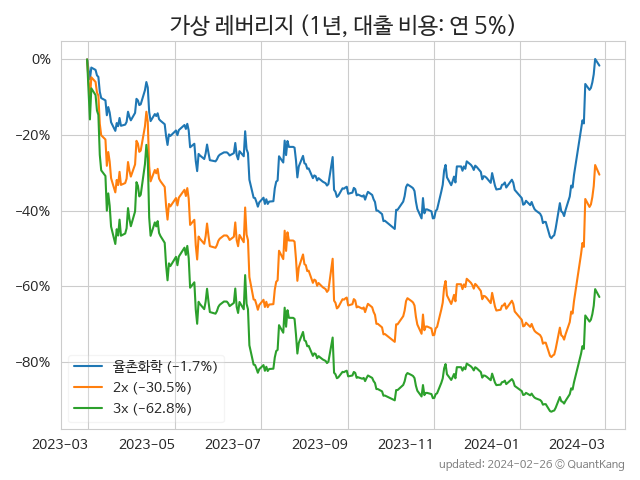 가상 레버리지 (1년, 대출 비용: 연 5%)
0%
−20%
−40%
−60%
−80%
율촌화학 (−1.7%)
2x (−30.5%)
3x (−62.8%)
2023-03 2023-05 2023-07 2023-09 2023-11 2024-01 2024-03
updated: 2024-02-26 © QuantKang